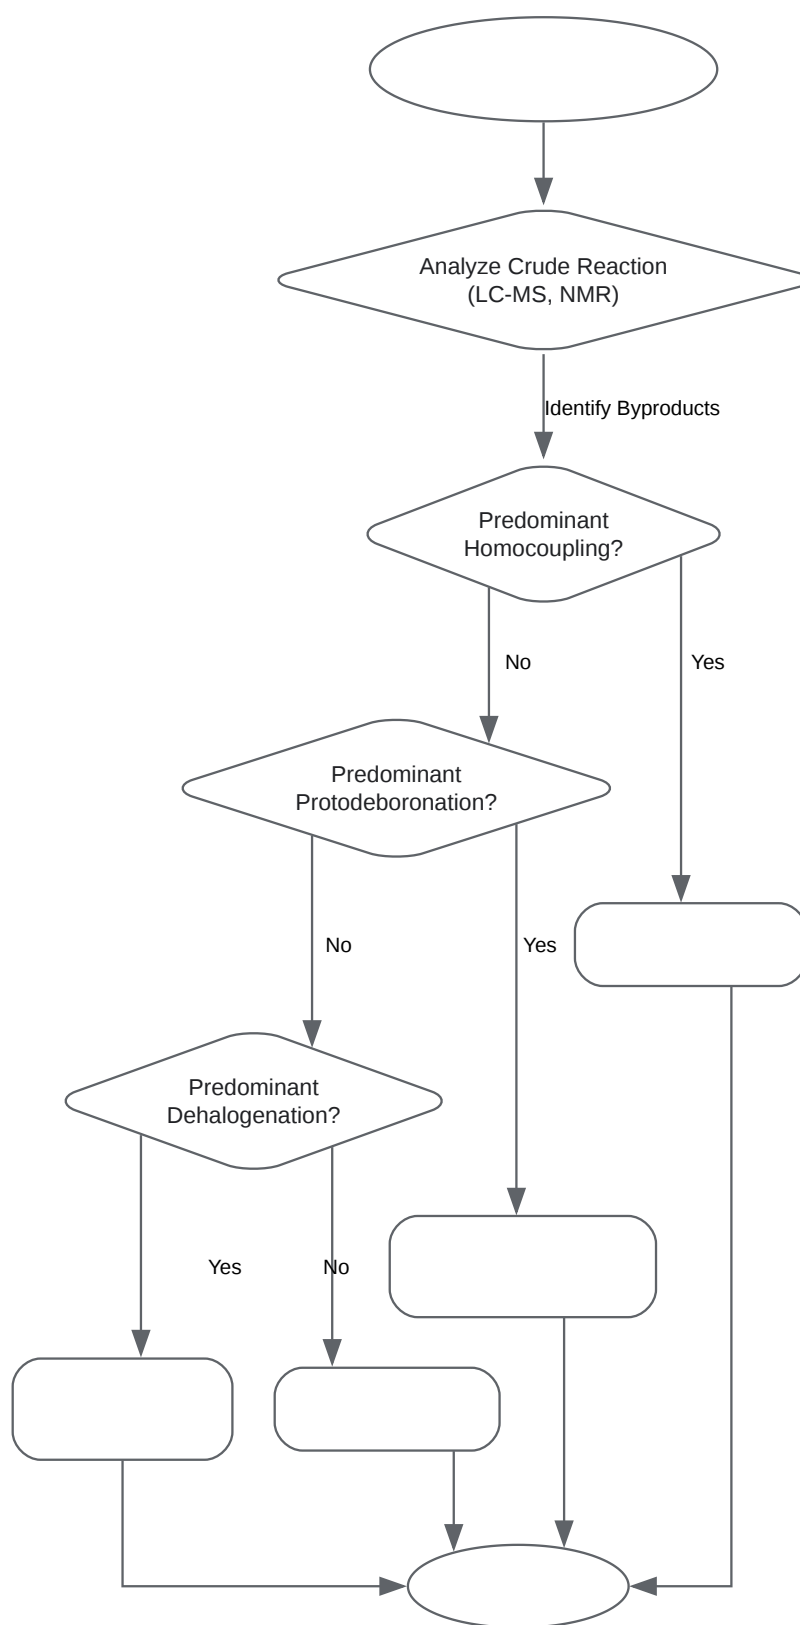 Analyze Crude Reaction
(LC-MS, NMR)
Identify Byproducts
Predominant
Homocoupling?
No
Yes
Predominant
Protodeboronation?
No
Yes
Predominant
Dehalogenation?
Yes
No